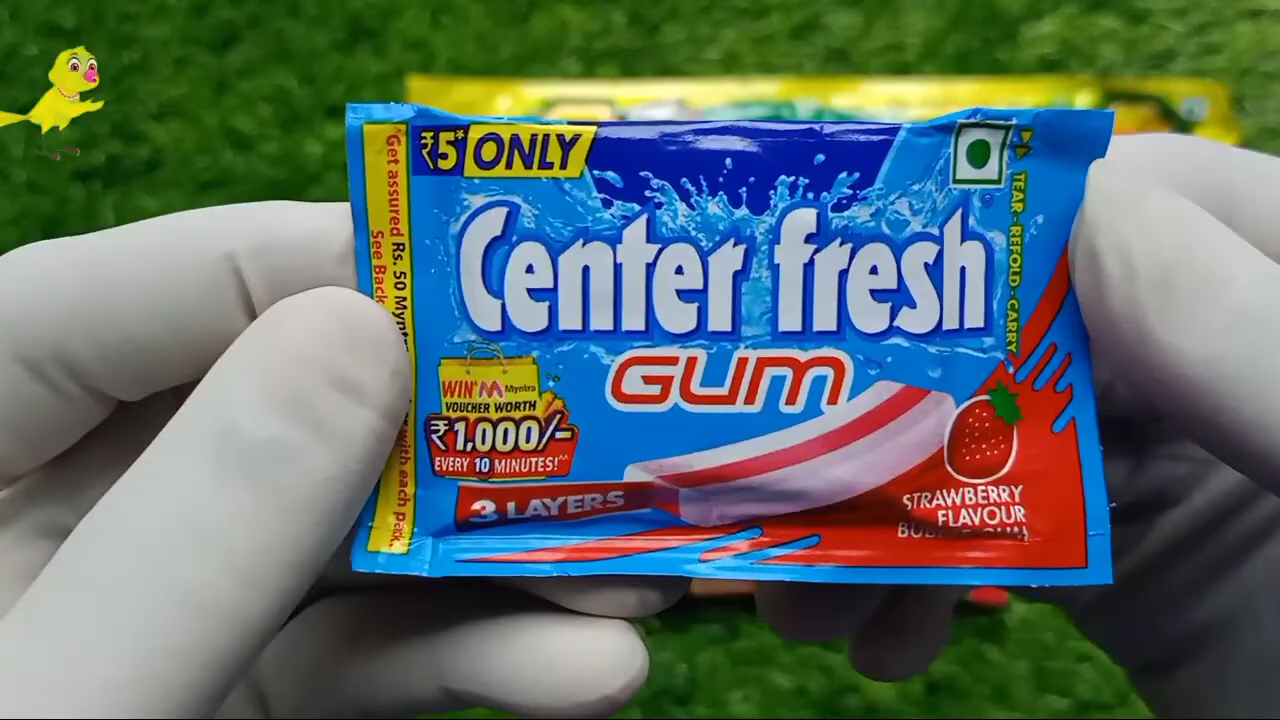 ₹5* ONLY
Center fresh
GUM
WIN* M Myntra
VOUCHER WORTH
₹1,000/-
EVERY 10 MINUTES!^^
3 LAYERS
STRAWBERRY
FLAVOUR
^Get assured Rs. 50 with each pack.
See Back
TEAR - REFOLD - CARRY